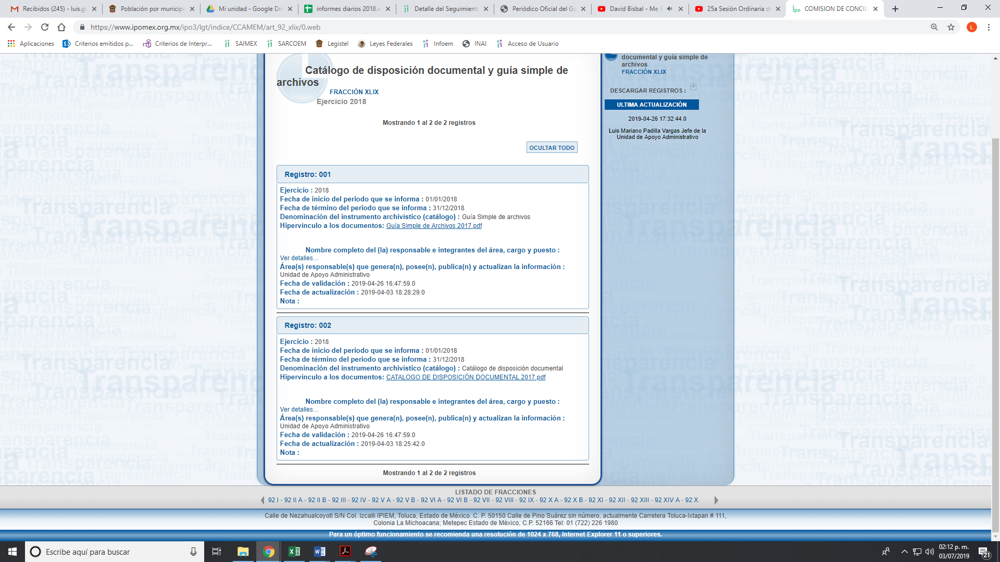 Recibidos (245) - luis.gu
Población por municipi
Mi unidad - Google Dri
informes diarios 2018.x
Detalle del Seguimiento
Periódico Oficial del Go
David Bisbal - Me E
25a Sesión Ordinaria de
COMISION DE CONCIL
https://www.ipomex.org.mx/ipo3/lgt/indice/CCAMEM/art_92_xlix/0.web
L
Aplicaciones
Criterios emitidos p...
Criterios de Interpr...
SAIMEX
SARCOEM
Legistel
Leyes Federales
Infoem
INAI
Acceso de Usuario
Catálogo de disposición documental y guía simple de
archivos
FRACCIÓN XLIX
Ejercicio 2018
Mostrando 1 al 2 de 2 registros
OCULTAR TODO
Registro: 001
Ejercicio : 2018
Fecha de inicio del periodo que se informa : 01/01/2018
Fecha de término del periodo que se informa : 31/12/2018
Denominación del instrumento archivístico (catálogo) : Guía Simple de archivos
Hipervínculo a los documentos: Guía Simple de Archivos 2017.pdf
Nombre completo del (la) responsable e integrantes del área, cargo y puesto :
Ver detalles...
Área(s) responsable(s) que genera(n), posee(n), publica(n) y actualizan la información :
Unidad de Apoyo Administrativo
Fecha de validación : 2019-04-26 16:47:59.0
Fecha de actualización : 2019-04-03 18:28:29.0
Nota :
Registro: 002
Ejercicio : 2018
Fecha de inicio del periodo que se informa : 01/01/2018
Fecha de término del periodo que se informa : 31/12/2018
Denominación del instrumento archivístico (catálogo) : Catálogo de disposición documental
Hipervínculo a los documentos: CATALOGO DE DISPOSICIÓN DOCUMENTAL 2017.pdf
Nombre completo del (la) responsable e integrantes del área, cargo y puesto :
Ver detalles...
Área(s) responsable(s) que genera(n), posee(n), publica(n) y actualizan la información :
Unidad de Apoyo Administrativo
Fecha de validación : 2019-04-26 16:47:59.0
Fecha de actualización : 2019-04-03 18:25:42.0
Nota :
Mostrando 1 al 2 de 2 registros
documental y guía simple de
archivos
FRACCIÓN XLIX
DESCARGAR REGISTROS :
ULTIMA ACTUALIZACIÓN
2019-04-26 17:32:44.0
Luis Mariano Padilla Vargas Jefe de la
Unidad de Apoyo Administrativo
LISTADO DE FRACCIONES
92 I - 92 II A - 92 II B - 92 III - 92 IV - 92 V A - 92 V B - 92 VI A - 92 VI B - 92 VII - 92 VIII - 92 IX - 92 X A - 92 X B - 92 XI - 92 XII - 92 XIII - 92 XIV A - 92 X
Calle de Nezahualcoyotl S/N Col. Izcalli IPIEM, Toluca, Estado de México. C. P. 50150 Calle de Pino Suárez sin número, actualmente Carretera Toluca-Ixtapan # 111,
Colonia La Michoacana; Metepec Estado de México, C.P. 52166 Tel: 01 (722) 226 1980
Para un óptimo funcionamiento se recomienda una resolución de 1024 x 768, Internet Explorer 11 o superiores.
Escribe aquí para buscar
02:12 p. m.
03/07/2019
21